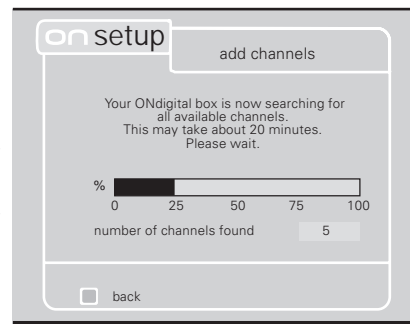 on setup
add channels
Your ONdigital box is now searching for
all available channels.
This may take about 20 minutes.
Please wait.
%
0 25 50 75 100
number of channels found 5
back